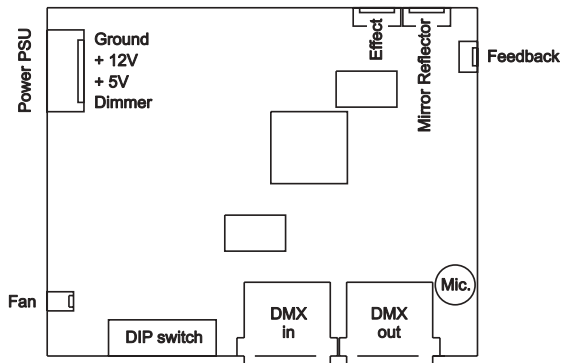 Power PSU
Ground
+ 12V
+ 5V
Dimmer
Effect
Mirror Reflector
Feedback
Fan
DIP switch
DMX
in
DMX
out
Mic.